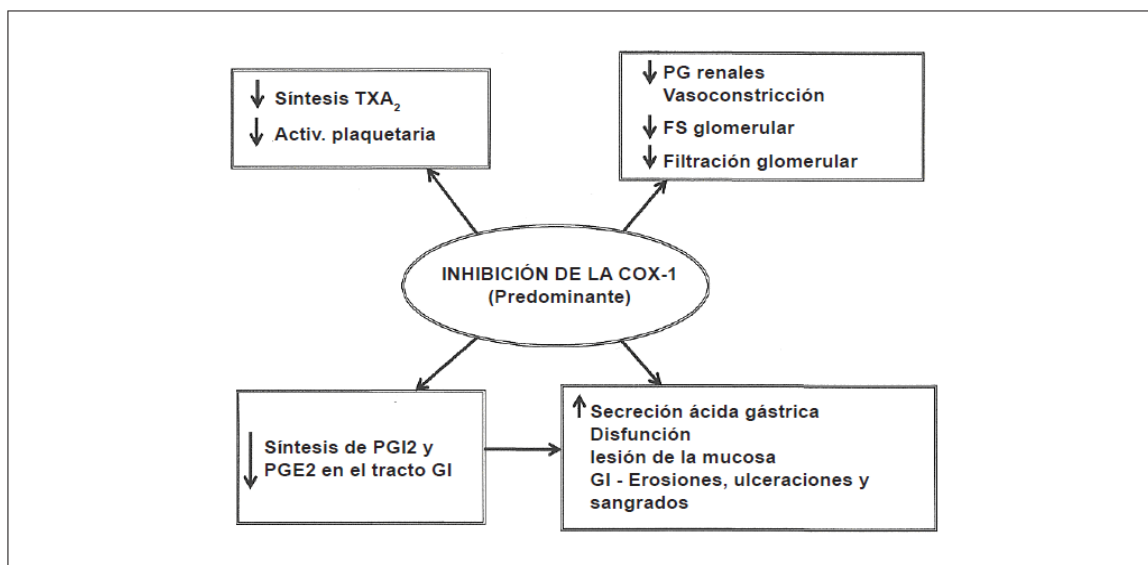 ↓ Síntesis TXA₂
↓ Activ. plaquetaria
↓ PG renales
Vasoconstricción
↓ FS glomerular
↓ Filtración glomerular
INHIBICIÓN DE LA COX-1
(Predominante)
↓ Síntesis de PGI2 y
PGE2 en el tracto GI
↑ Secreción ácida gástrica
Disfunción
lesión de la mucosa
GI - Erosiones, ulceraciones y
sangrados